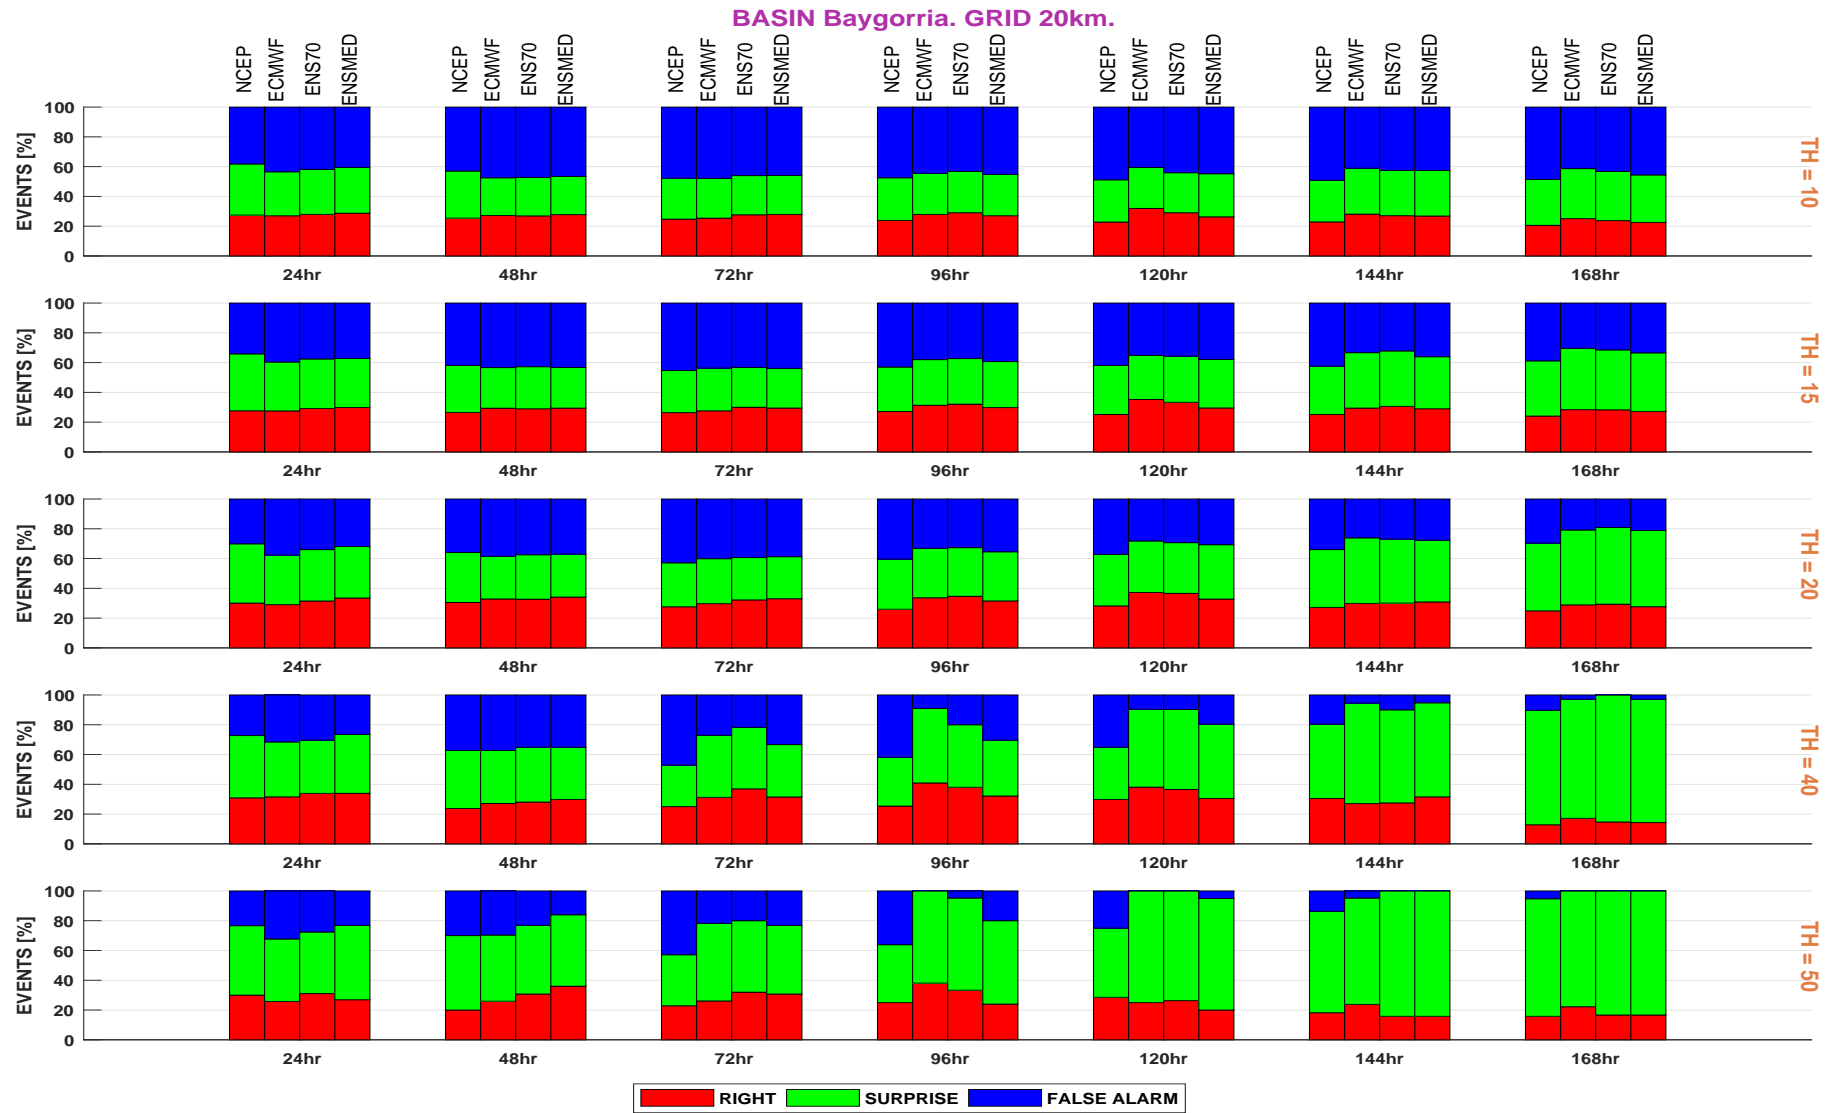 BASIN Baygorria. GRID 20km.
NCEP ECMWF ENS70 ENSMED NCEP ECMWF ENS70 ENSMED NCEP ECMWF ENS70 ENSMED NCEP ECMWF ENS70 ENSMED NCEP ECMWF ENS70 ENSMED NCEP ECMWF ENS70 ENSMED NCEP ECMWF ENS70 ENSMED
EVENTS [%]
100
80
60
40
20
0
24hr 48hr 72hr 96hr 120hr 144hr 168hr
TH = 10
EVENTS [%]
100
80
60
40
20
0
24hr 48hr 72hr 96hr 120hr 144hr 168hr
TH = 15
EVENTS [%]
100
80
60
40
20
0
24hr 48hr 72hr 96hr 120hr 144hr 168hr
TH = 20
EVENTS [%]
100
80
60
40
20
0
24hr 48hr 72hr 96hr 120hr 144hr 168hr
TH = 40
EVENTS [%]
100
80
60
40
20
0
24hr 48hr 72hr 96hr 120hr 144hr 168hr
TH = 50
RIGHT SURPRISE FALSE ALARM